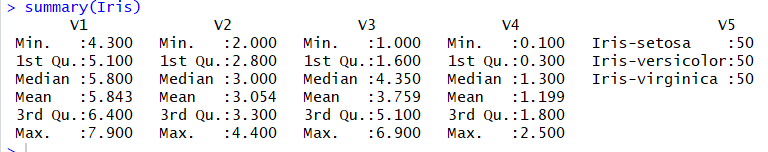 > summary(Iris)
V1 V2 V3 V4 V5
Min. :4.300 Min. :2.000 Min. :1.000 Min. :0.100 Iris-setosa :50
1st Qu.:5.100 1st Qu.:2.800 1st Qu.:1.600 1st Qu.:0.300 Iris-versicolor:50
Median :5.800 Median :3.000 Median :4.350 Median :1.300 Iris-virginica :50
Mean :5.843 Mean :3.054 Mean :3.759 Mean :1.199
3rd Qu.:6.400 3rd Qu.:3.300 3rd Qu.:5.100 3rd Qu.:1.800
Max. :7.900 Max. :4.400 Max. :6.900 Max. :2.500
>